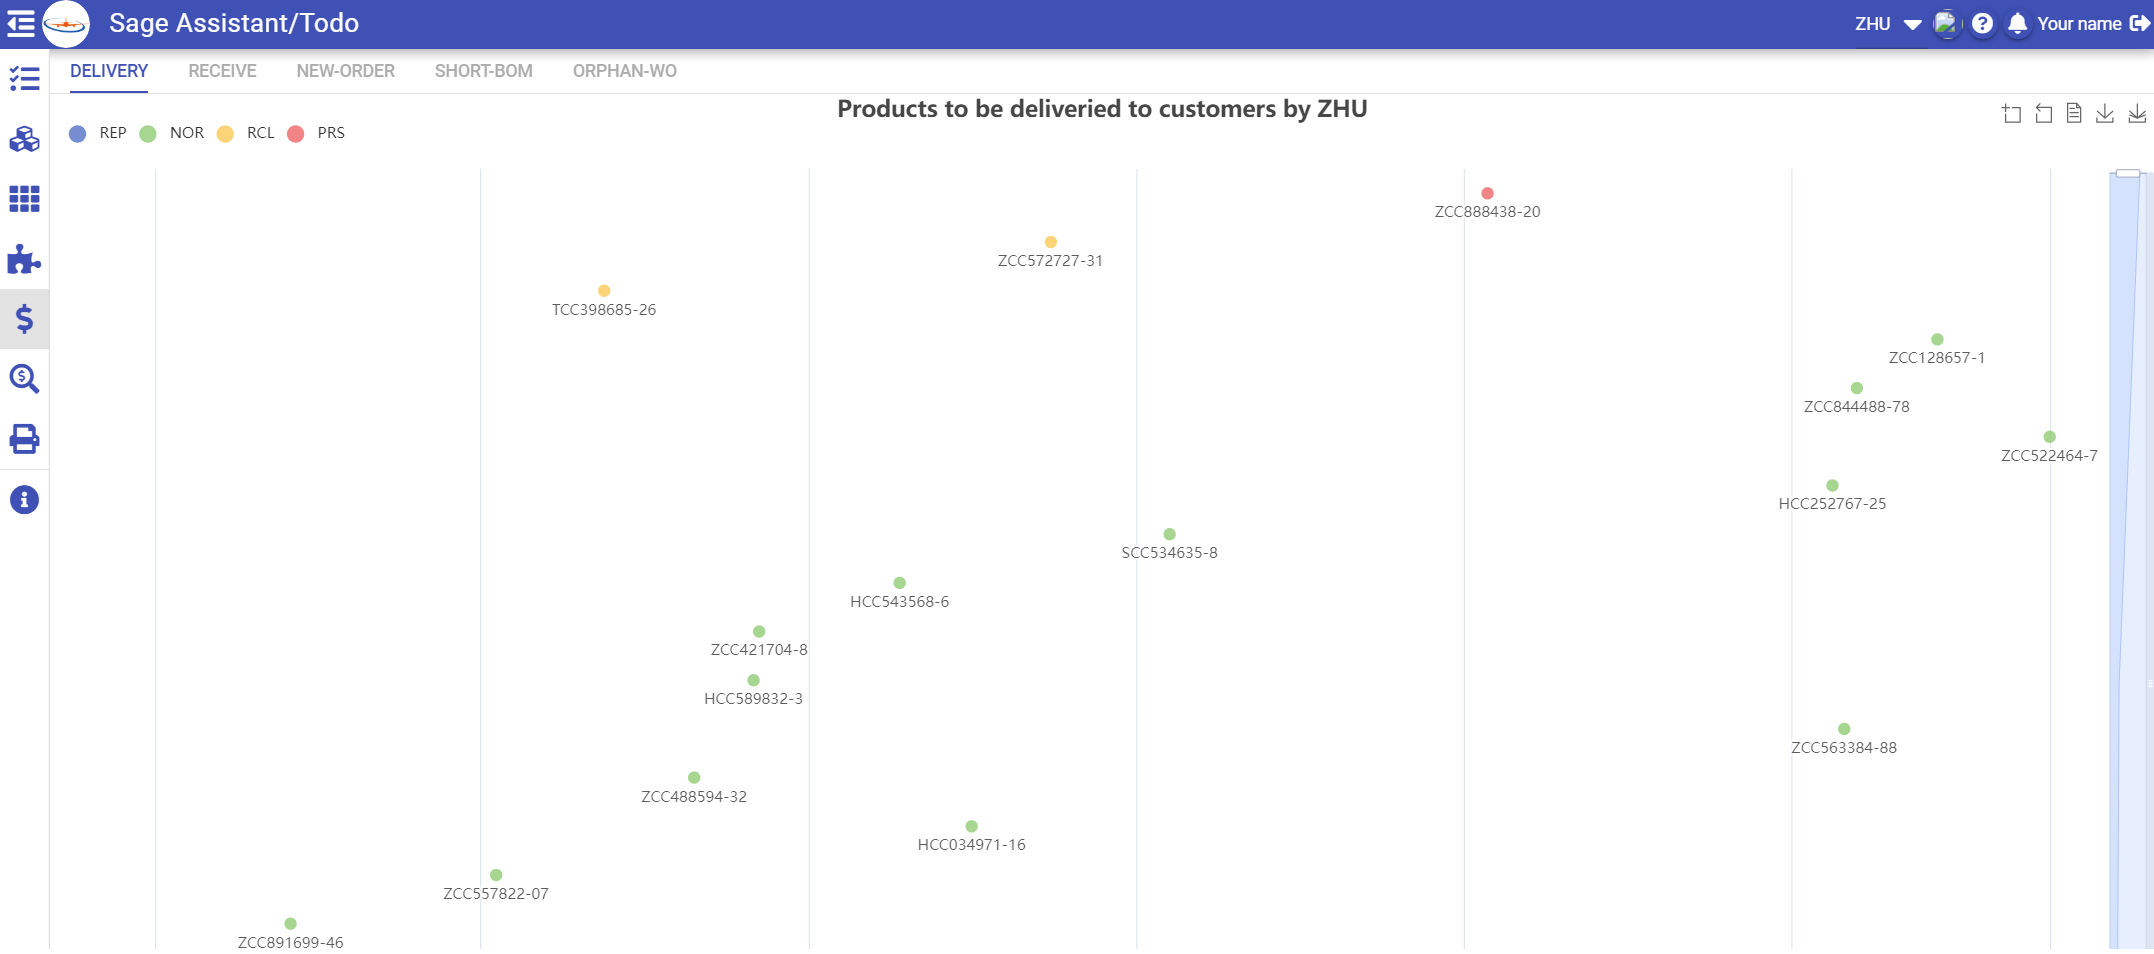 Sage Assistant/Todo
ZHU
Your name
DELIVERY RECEIVE NEW-ORDER SHORT-BOM ORPHAN-WO
Products to be deliveried to customers by ZHU
REP NOR RCL PRS
ZCC888438-20
ZCC572727-31
TCC398685-26
ZCC128657-1
ZCC844488-78
ZCC522464-7
HCC252767-25
SCC534635-8
HCC543568-6
ZCC421704-8
HCC589832-3
ZCC563384-88
ZCC488594-32
HCC034971-16
ZCC557822-07
ZCC891699-46